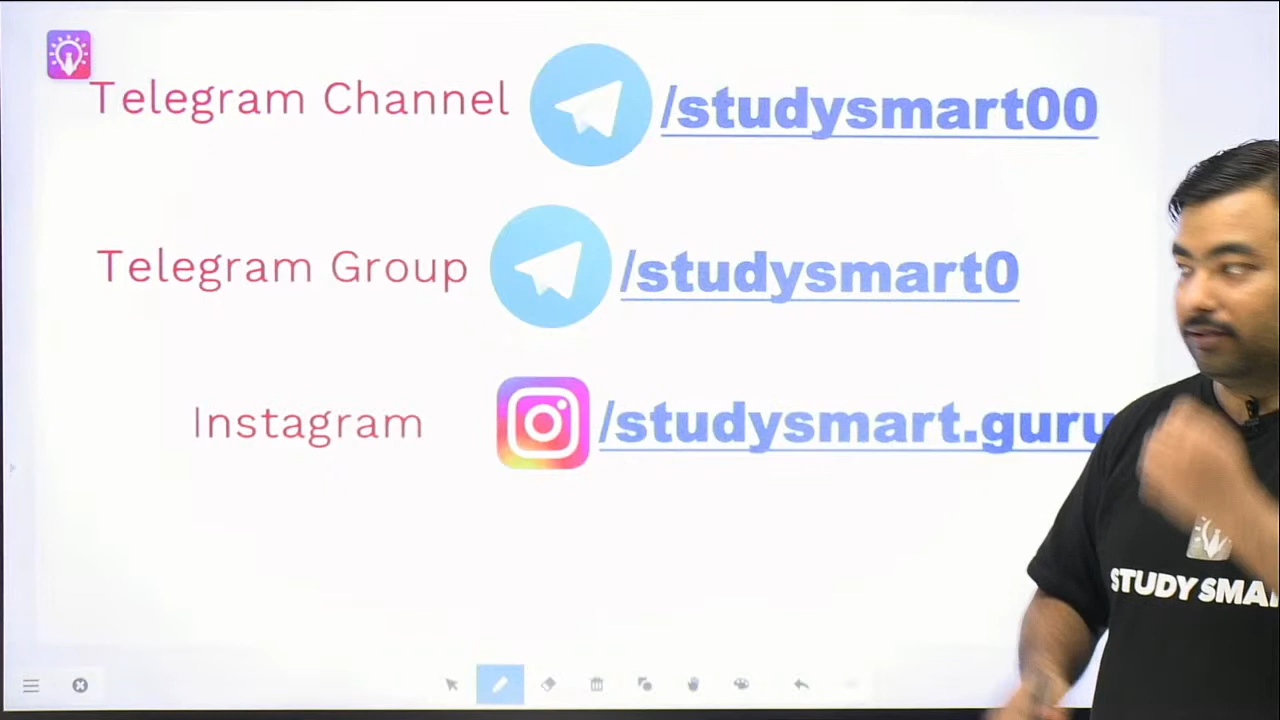 Telegram Channel /studysmart00
Telegram Group /studysmart0
Instagram /studysmart.guru
STUDY SMA